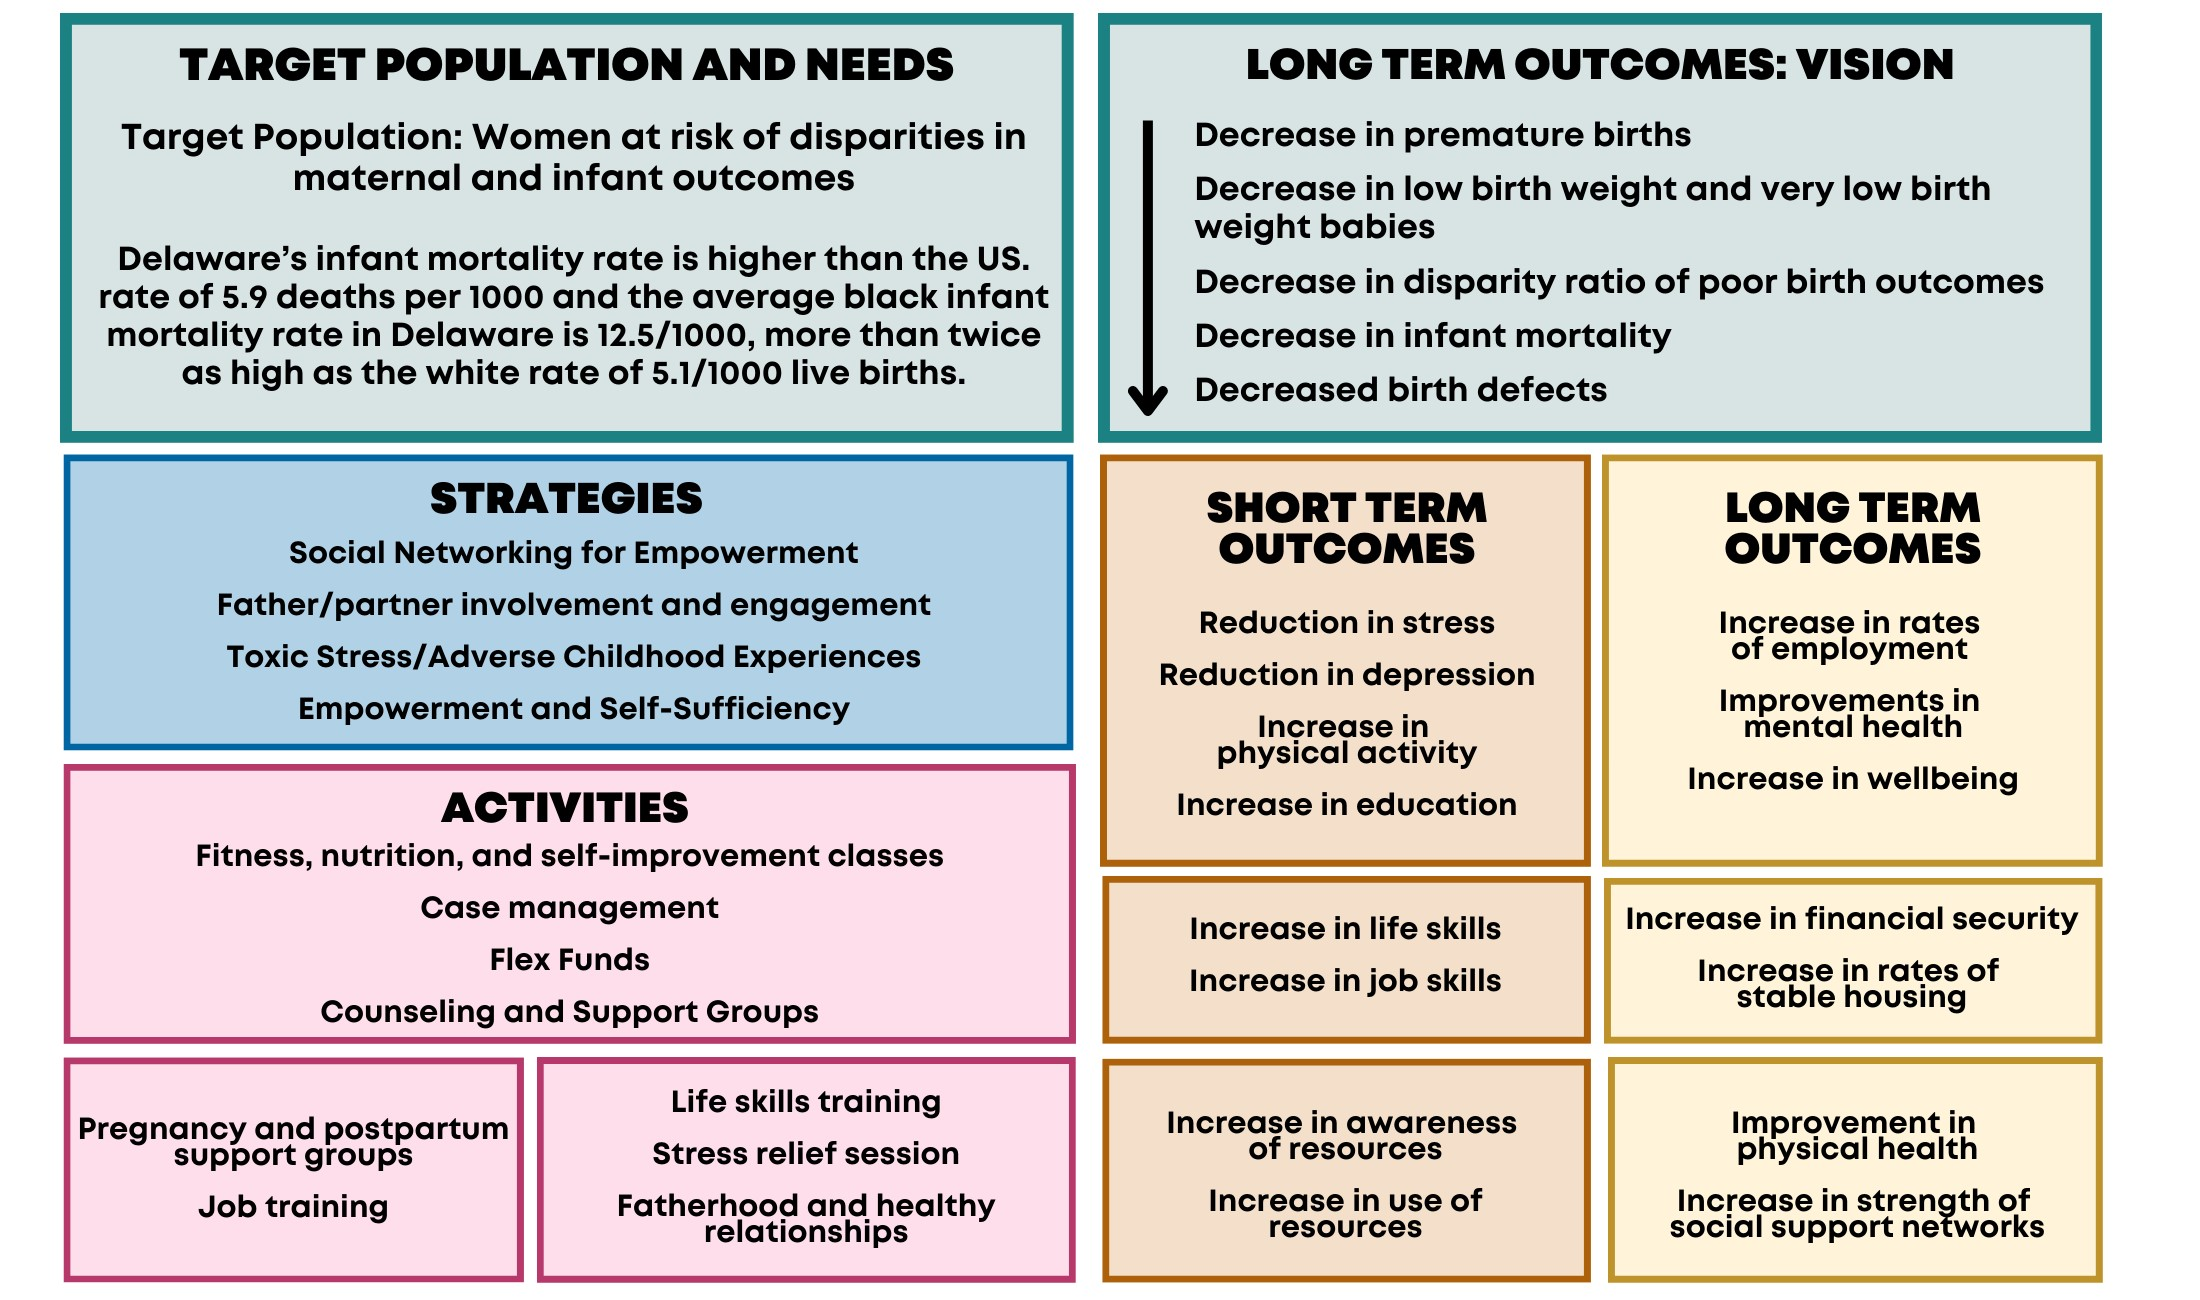 TARGET POPULATION AND NEEDS
Target Population: Women at risk of disparities in
maternal and infant outcomes
Delaware’s infant mortality rate is higher than the US.
rate of 5.9 deaths per 1000 and the average black infant
mortality rate in Delaware is 12.5/1000, more than twice
as high as the white rate of 5.1/1000 live births.
LONG TERM OUTCOMES: VISION
Decrease in premature births
Decrease in low birth weight and very low birth
weight babies
Decrease in disparity ratio of poor birth outcomes
Decrease in infant mortality
Decreased birth defects
STRATEGIES
Social Networking for Empowerment
Father/partner involvement and engagement
Toxic Stress/Adverse Childhood Experiences
Empowerment and Self-Sufficiency
ACTIVITIES
Fitness, nutrition, and self-improvement classes
Case management
Flex Funds
Counseling and Support Groups
Pregnancy and postpartum
support groups
Job training
Life skills training
Stress relief session
Fatherhood and healthy
relationships
SHORT TERM
OUTCOMES
Reduction in stress
Reduction in depression
Increase in
physical activity
Increase in education
Increase in life skills
Increase in job skills
Increase in awareness
of resources
Increase in use of
resources
LONG TERM
OUTCOMES
Increase in rates
of employment
Improvements in
mental health
Increase in wellbeing
Increase in financial security
Increase in rates of
stable housing
Improvement in
physical health
Increase in strength of
social support networks